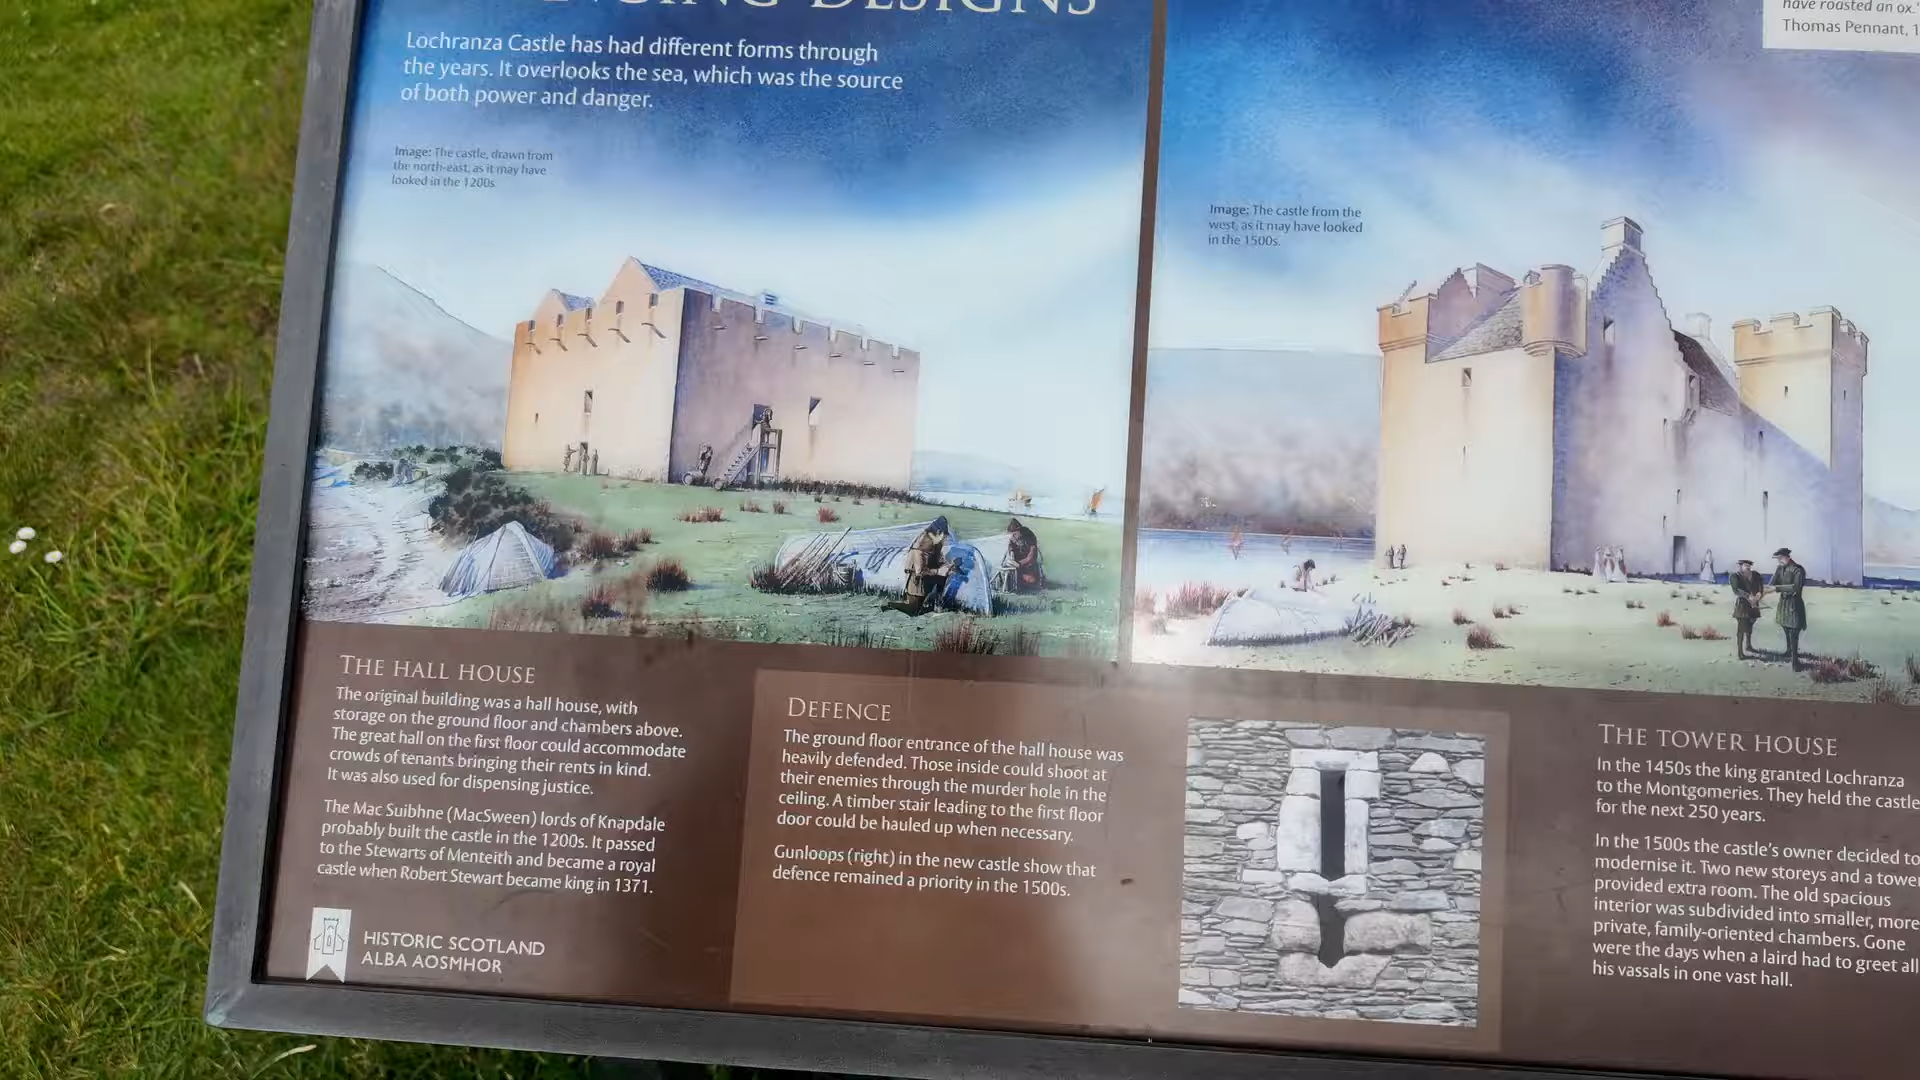 DESIGNS
Lochranza Castle has had different forms through
the years. It overlooks the sea, which was the source
of both power and danger.
Image: The castle, drawn from
the north-east, as it may have
looked in the 1200s.
have roasted an ox.'
Thomas Pennant, 1
Image: The castle from the
west, as it may have looked
in the 1500s.
THE HALL HOUSE
The original building was a hall house, with
storage on the ground floor and chambers above.
The great hall on the first floor could accommodate
crowds of tenants bringing their rents in kind.
It was also used for dispensing justice.
The Mac Suibhne (MacSween) lords of Knapdale
probably built the castle in the 1200s. It passed
to the Stewarts of Menteith and became a royal
castle when Robert Stewart became king in 1371.
HISTORIC SCOTLAND
ALBA AOSMHOR
DEFENCE
The ground floor entrance of the hall house was
heavily defended. Those inside could shoot at
their enemies through the murder hole in the
ceiling. A timber stair leading to the first floor
door could be hauled up when necessary.
Gunloops (right) in the new castle show that
defence remained a priority in the 1500s.
THE TOWER HOUSE
In the 1450s the king granted Lochranza
to the Montgomeries. They held the castle
for the next 250 years.
In the 1500s the castle's owner decided to
modernise it. Two new storeys and a tower
provided extra room. The old spacious
interior was subdivided into smaller, more
private, family-oriented chambers. Gone
were the days when a laird had to greet all
his vassals in one vast hall.